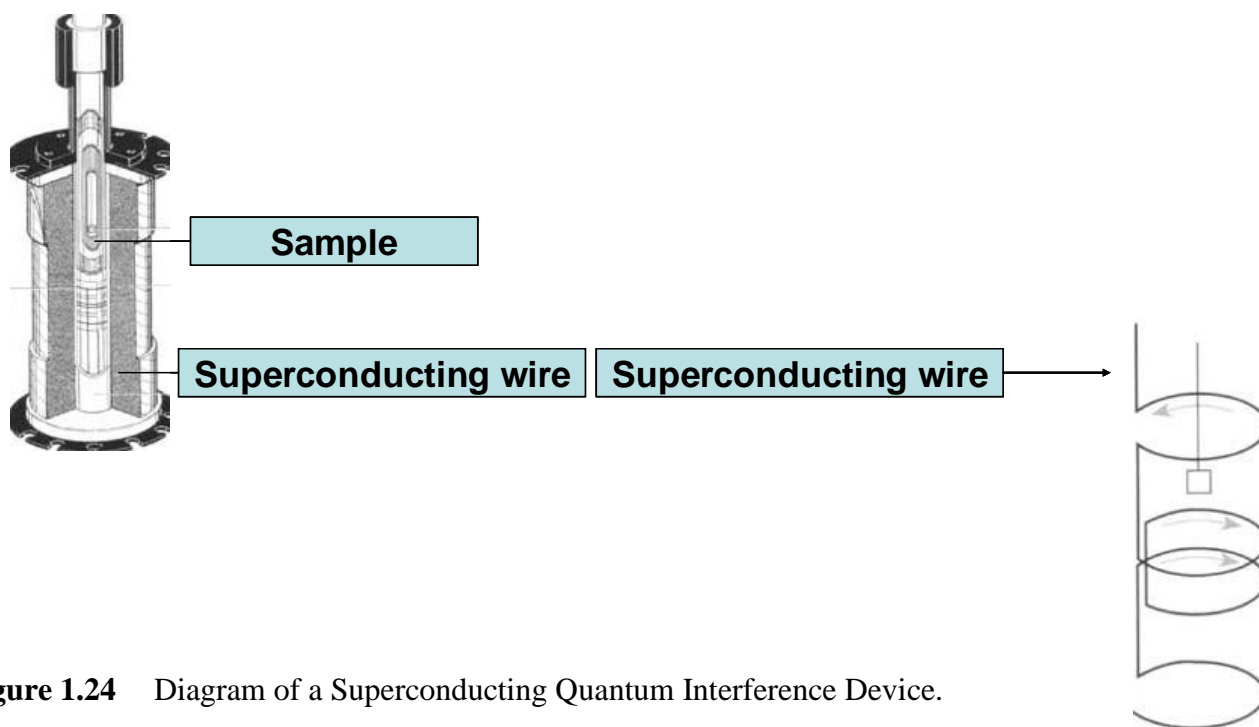 Sample
Superconducting wire
Superconducting wire
gure 1.24 Diagram of a Superconducting Quantum Interference Device.